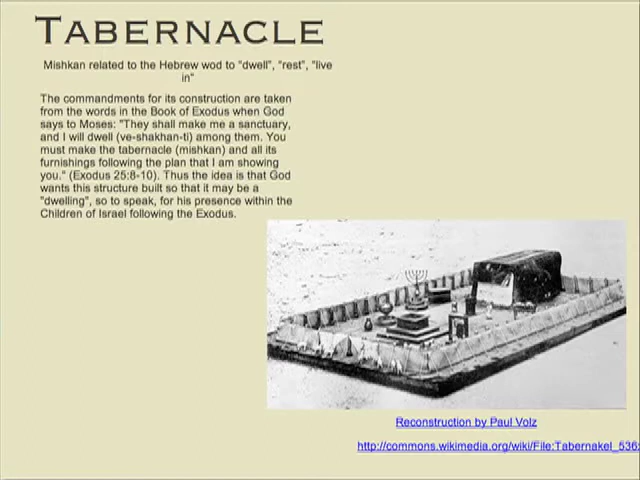 TABERNACLE
Mishkan related to the Hebrew wod to "dwell", "rest", "live
in"
The commandments for its construction are taken
from the words in the Book of Exodus when God
says to Moses: "They shall make me a sanctuary,
and I will dwell (ve-shakhan-ti) among them. You
must make the tabernacle (mishkan) and all its
furnishings following the plan that I am showing
you." (Exodus 25:8-10). Thus the idea is that God
wants this structure built so that it may be a
"dwelling", so to speak, for his presence within the
Children of Israel following the Exodus.
Reconstruction by Paul Volz
http://commons.wikimedia.org/wiki/File:Tabernakel_536